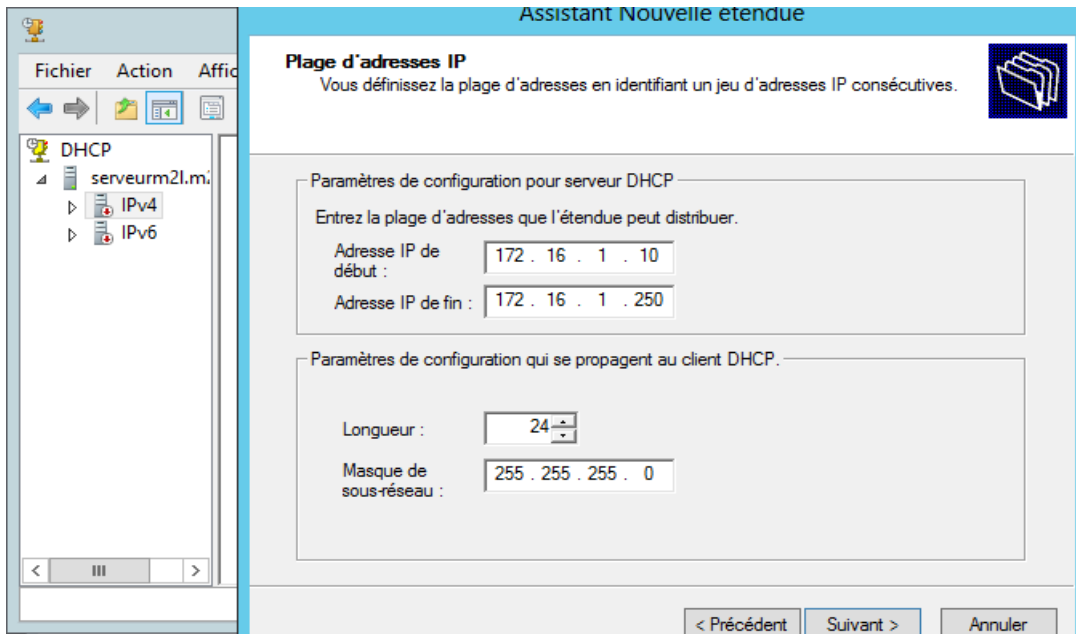 Assistant Nouvelle étendue
Fichier Action Affic
DHCP
serveurm2l.m2
IPv4
IPv6
Plage d'adresses IP
Vous définissez la plage d'adresses en identifiant un jeu d'adresses IP consécutives.
Paramètres de configuration pour serveur DHCP
Entrez la plage d'adresses que l'étendue peut distribuer.
Adresse IP de
début :
172 . 16 . 1 . 10
Adresse IP de fin :
172 . 16 . 1 . 250
Paramètres de configuration qui se propagent au client DHCP.
Longueur :
24
Masque de
sous-réseau :
255 . 255 . 255 . 0
< Précédent
Suivant >
Annuler